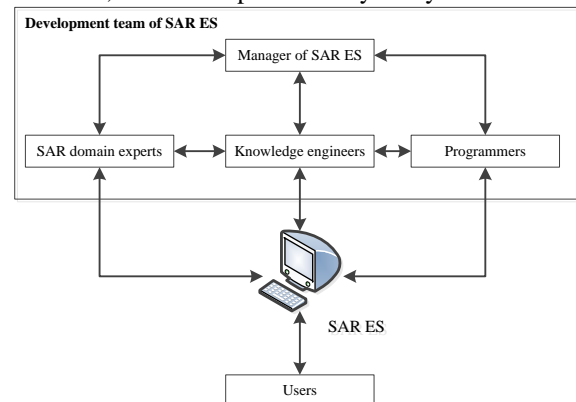 Development team of SAR ES
Manager of SAR ES
SAR domain experts
Knowledge engineers
Programmers
SAR ES
Users